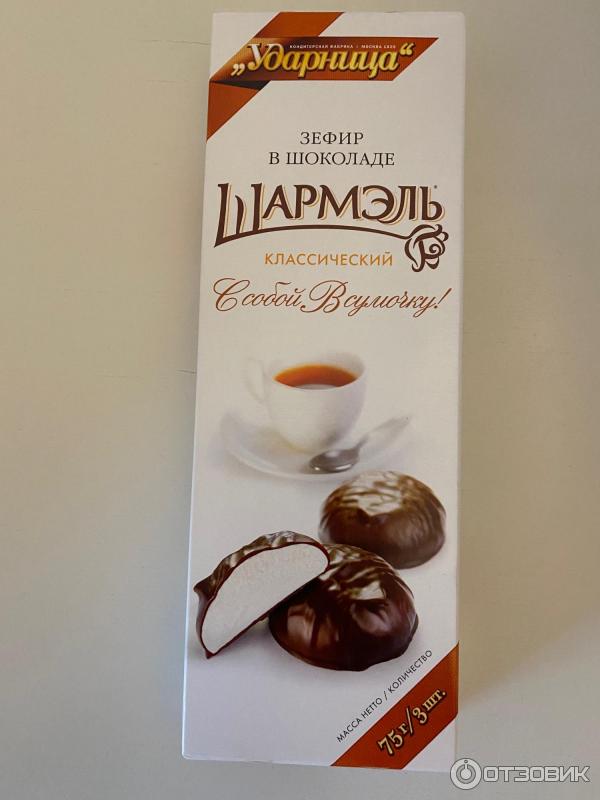 КОНДИТЕРСКАЯ ФАБРИКА • МОСКВА 1929
„Ударница“
ЗЕФИР
В ШОКОЛАДЕ
ШАРМЭЛЬ®
КЛАССИЧЕСКИЙ
С собой В сумочку!
МАССА НЕТТО / КОЛИЧЕСТВО
75 г/3 шт.
ОТЗОВИК